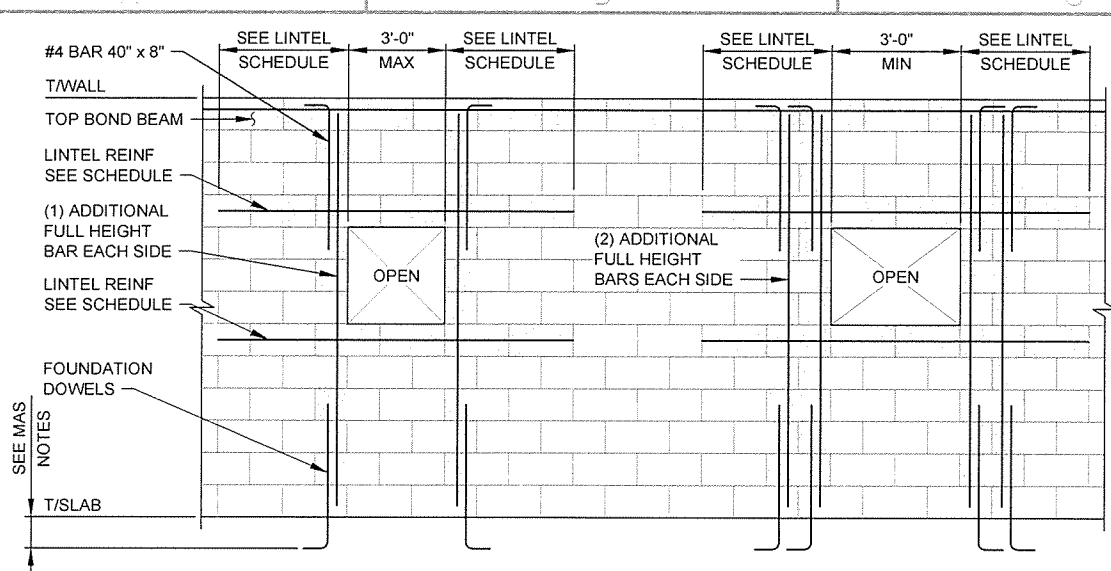 #4 BAR 40" x 8"
T/WALL
TOP BOND BEAM
LINTEL REINF
SEE SCHEDULE
(1) ADDITIONAL
FULL HEIGHT
BAR EACH SIDE
LINTEL REINF
SEE SCHEDULE
FOUNDATION
DOWELS
SEE MAS
NOTES
T/SLAB
SEE LINTEL
SCHEDULE
3'-0"
MAX
SEE LINTEL
SCHEDULE
OPEN
(2) ADDITIONAL
FULL HEIGHT
BARS EACH SIDE
SEE LINTEL
SCHEDULE
3'-0"
MIN
SEE LINTEL
SCHEDULE
OPEN